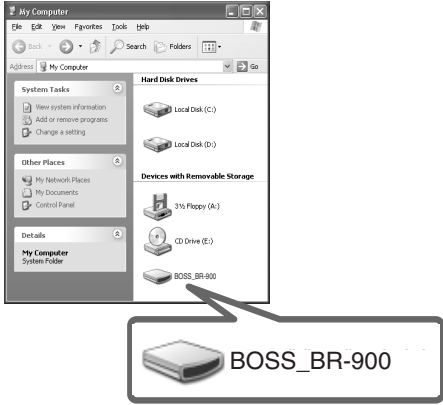 My Computer
File Edit View Favorites Tools Help
Back Search Folders
Address My Computer Go
System Tasks
View system information
Add or remove programs
Change a setting
Other Places
My Network Places
My Documents
Control Panel
Details
My Computer
System Folder
Hard Disk Drives
Local Disk (C:)
Local Disk (D:)
Devices with Removable Storage
3½ Floppy (A:)
CD Drive (E:)
BOSS_BR-900
BOSS_BR-900